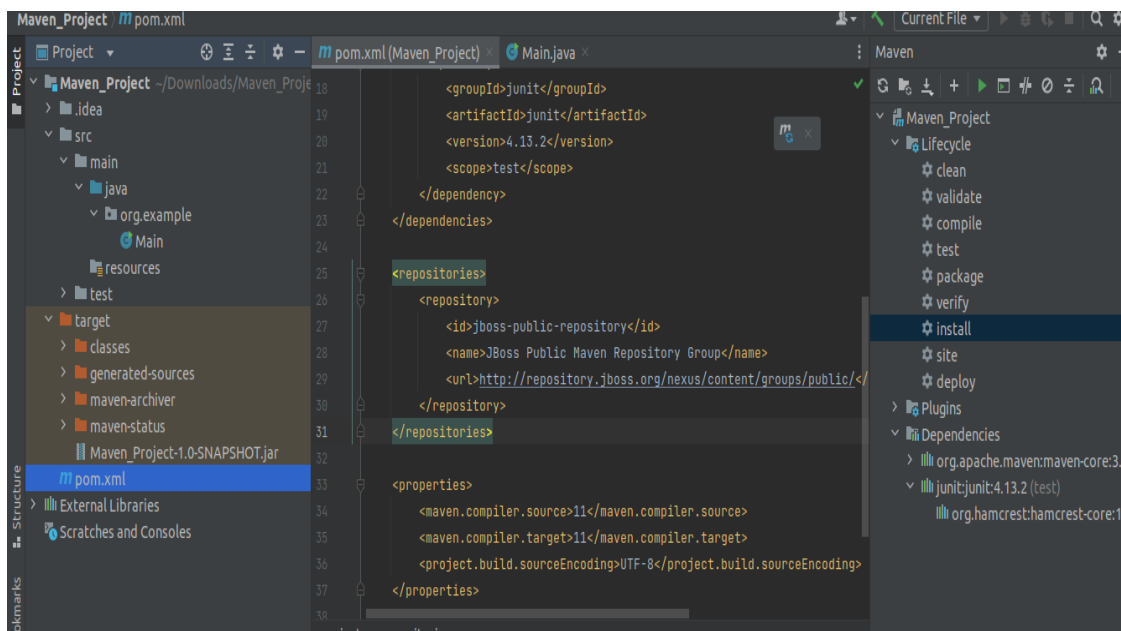 Maven_Project pom.xml
Current File
Project
Project
pom.xml (Maven_Project)
Main.java
Maven
Maven_Project ~/Downloads/Maven_Proje
.idea
src
main
java
org.example
Main
resources
test
target
classes
generated-sources
maven-archiver
maven-status
Maven_Project-1.0-SNAPSHOT.jar
pom.xml
External Libraries
Scratches and Consoles
Structure
okmarks
18 <groupId>junit</groupId>
19 <artifactId>junit</artifactId>
20 <version>4.13.2</version>
21 <scope>test</scope>
22 </dependency>
23 </dependencies>
24
25 <repositories>
26 <repository>
27 <id>jboss-public-repository</id>
28 <name>JBoss Public Maven Repository Group</name>
29 <url>http://repository.jboss.org/nexus/content/groups/public/</
30 </repository>
31 </repositories>
32
33 <properties>
34 <maven.compiler.source>11</maven.compiler.source>
35 <maven.compiler.target>11</maven.compiler.target>
36 <project.build.sourceEncoding>UTF-8</project.build.sourceEncoding>
37 </properties>
38
Maven_Project
Lifecycle
clean
validate
compile
test
package
verify
install
site
deploy
Plugins
Dependencies
org.apache.maven:maven-core:3.
junit:junit:4.13.2 (test)
org.hamcrest:hamcrest-core:1